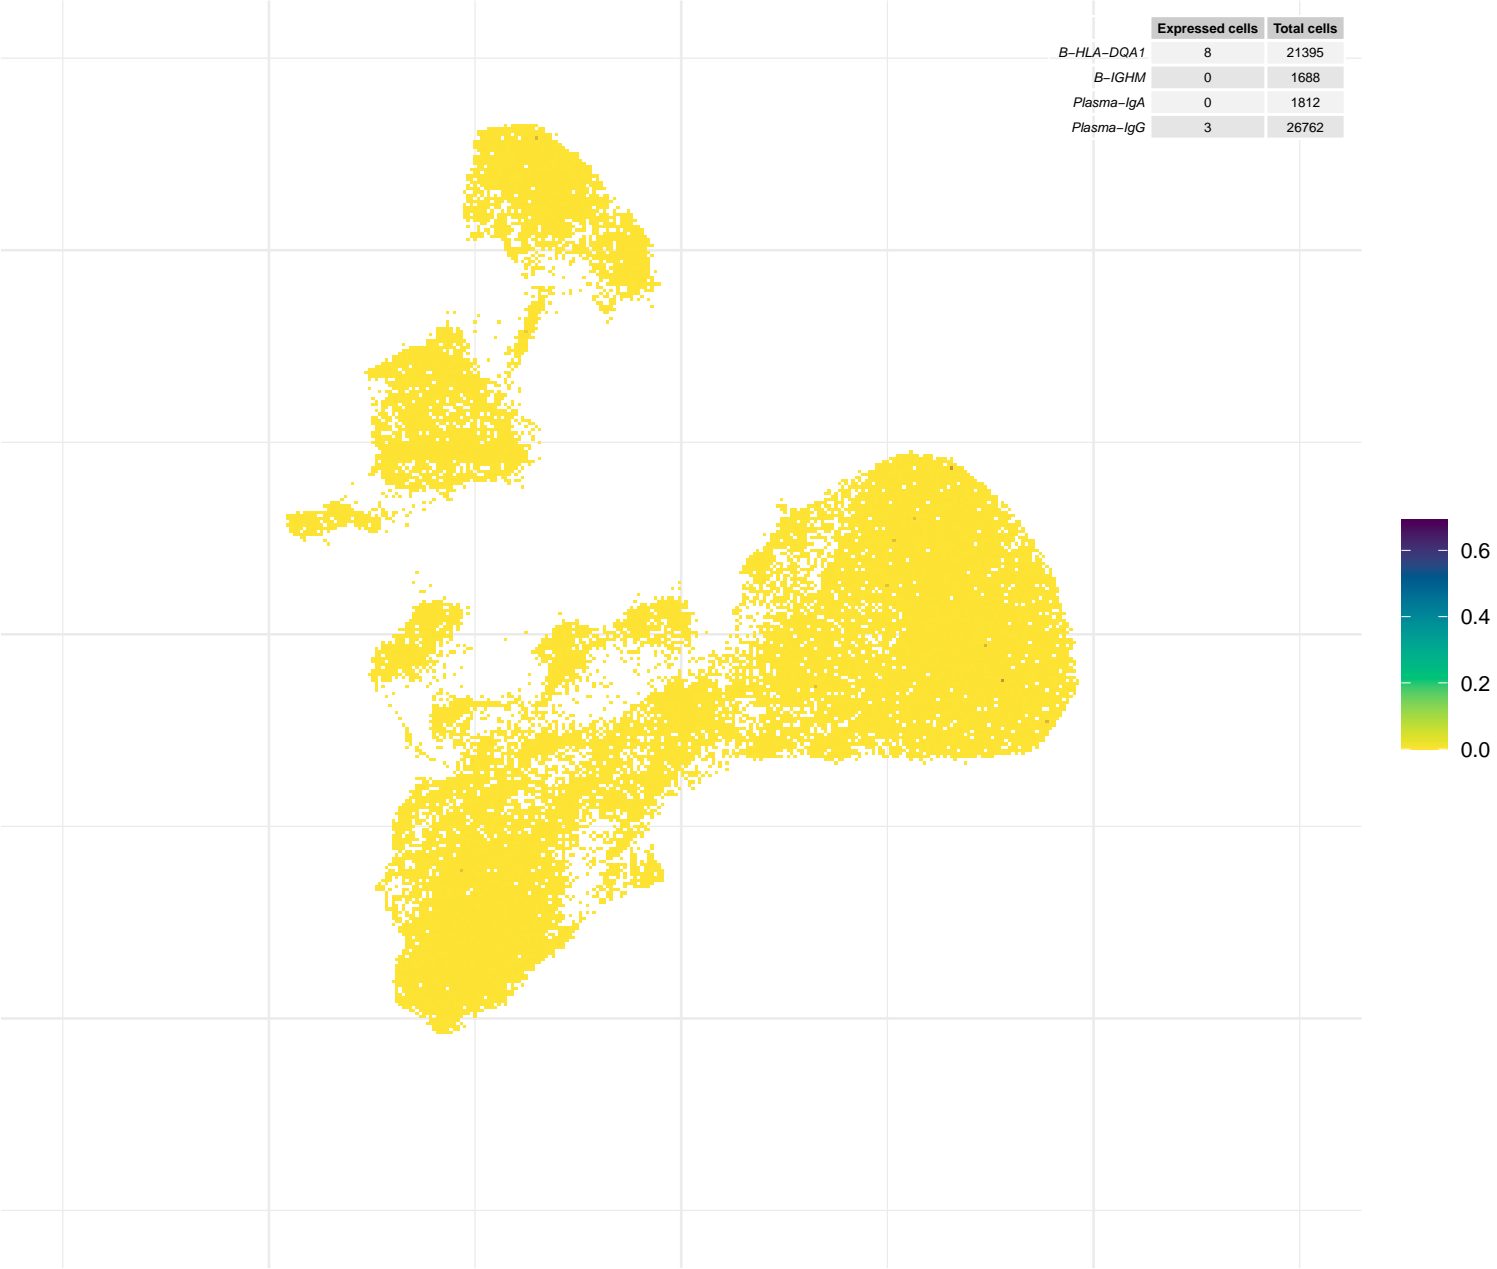 Expressed cells Total cells
B−HLA−DQA1 8 21395
B−IGHM 0 1688
Plasma−IgA 0 1812
Plasma−IgG 3 26762
0.6
0.4
0.2
0.0